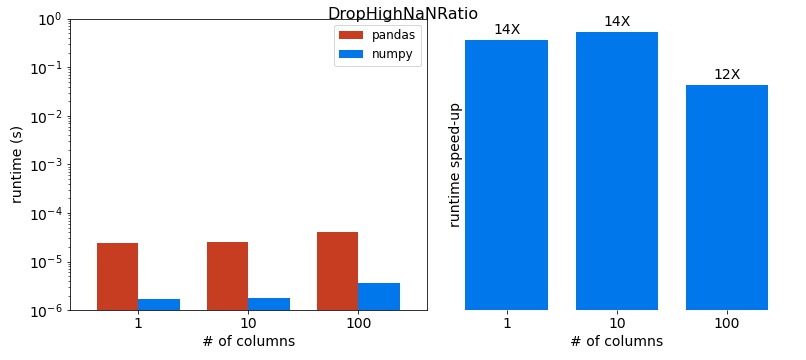 DropHighNaNRatio
pandas
numpy
runtime (s)
10^0
10^-1
10^-2
10^-3
10^-4
10^-5
10^-6
1 10 100
# of columns
14X 14X 12X
runtime speed-up
1 10 100
# of columns